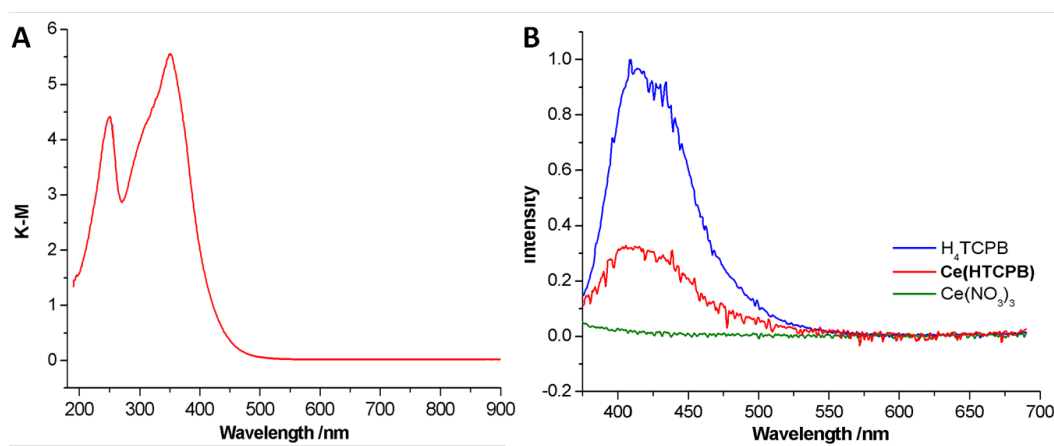 A
K-M
6
5
4
3
2
1
0
200 300 400 500 600 700 800 900
Wavelength /nm
B
Intensity
1.0
0.8
0.6
0.4
0.2
0.0
-0.2
400 450 500 550 600 650 700
Wavelength /nm
H₄TCPB
Ce(HTCPB)
Ce(NO₃)₃